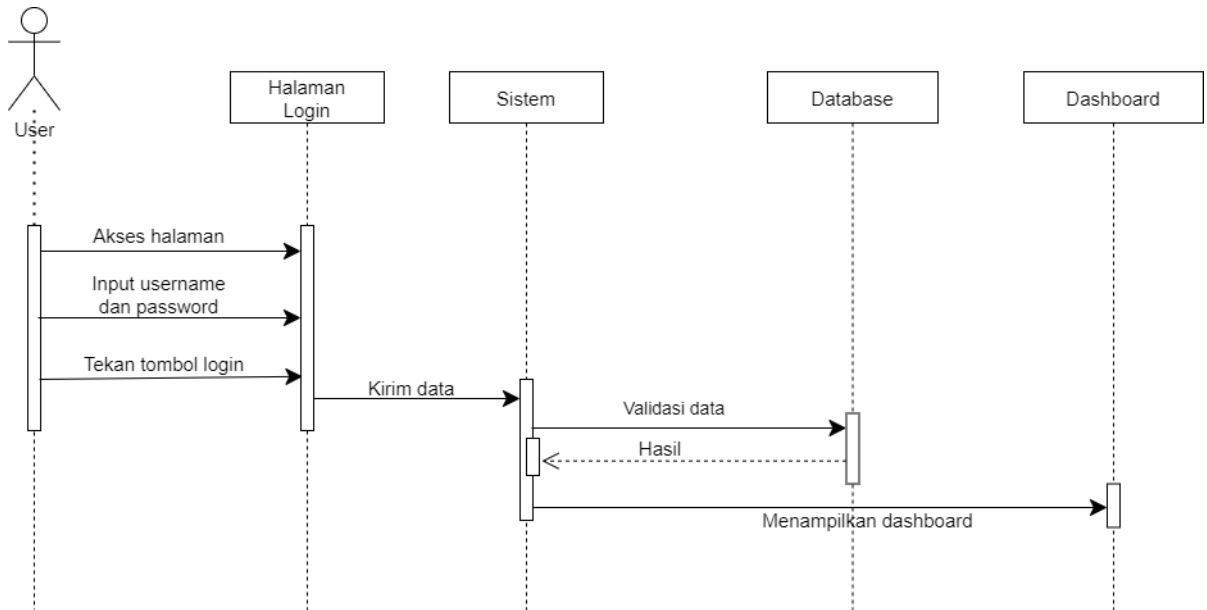 User
Halaman
Login
Sistem
Database
Dashboard
Akses halaman
Input username
dan password
Tekan tombol login
Kirim data
Validasi data
Hasil
Menampilkan dashboard